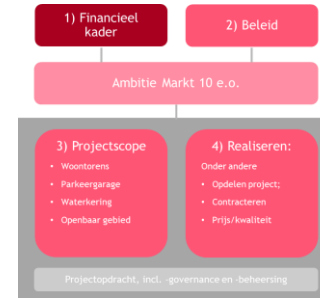 1) Financieel
kader
2) Beleid
Ambitie Markt 10 e.o.
3) Projectscope
• Woontorens
• Parkeergarage
• Waterkering
• Openbaar gebied
4) Realiseren:
Onder andere
• Opdelen project;
• Contracteren
• Prijs/kwaliteit
Projectopdracht, incl. -governance en -beheersing